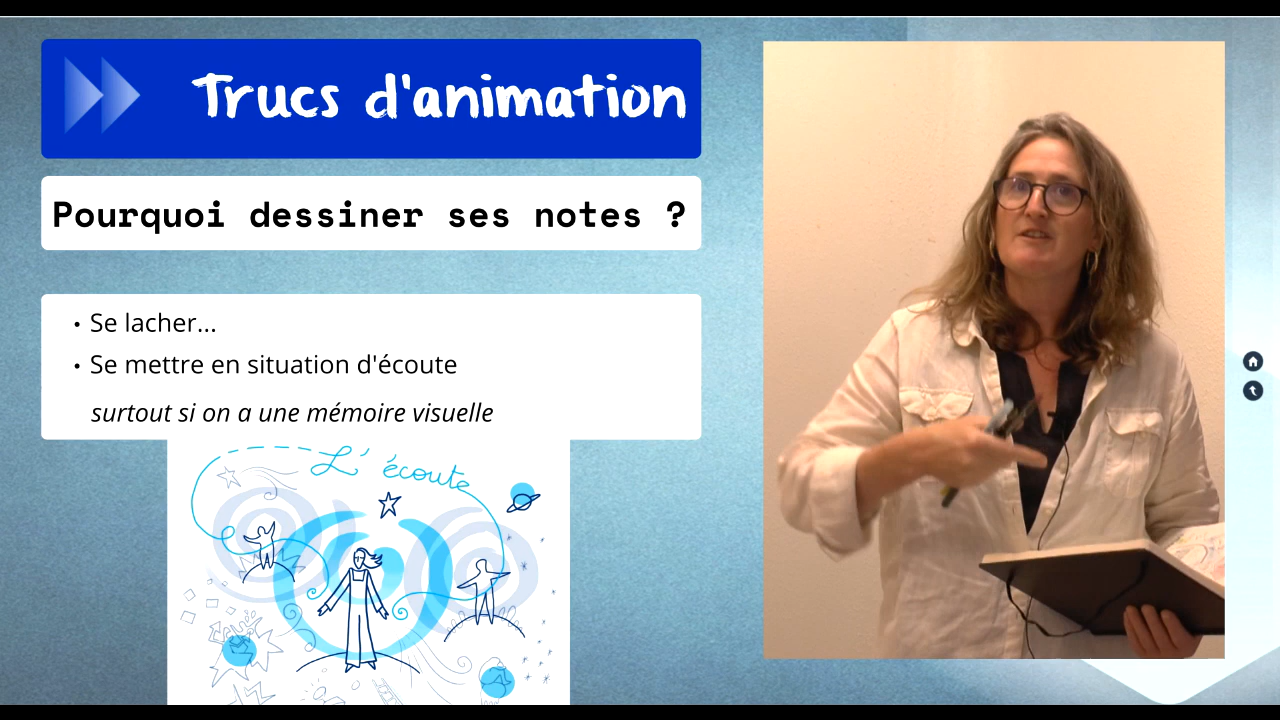 Trucs d'animation
Pourquoi dessiner ses notes ?
• Se lacher...
• Se mettre en situation d'écoute
surtout si on a une mémoire visuelle
L'écoute